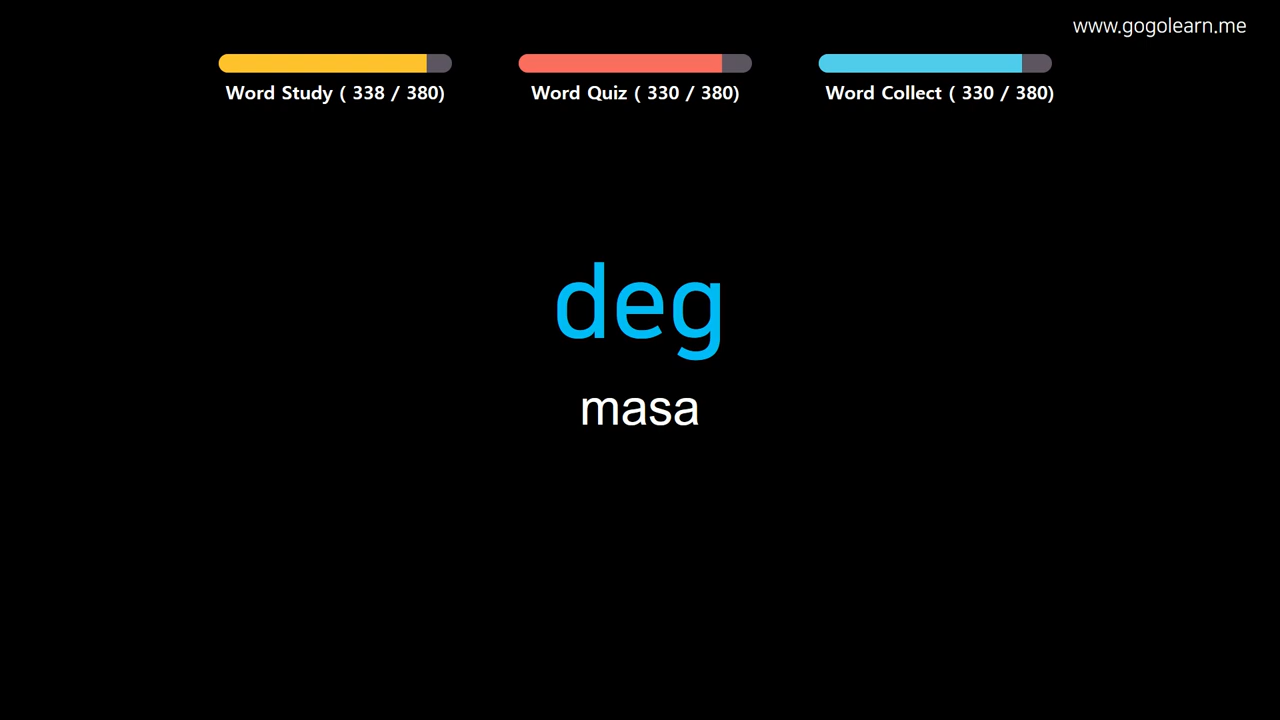 www.gogolearn.me
Word Study ( 338 / 380)
Word Quiz ( 330 / 380)
Word Collect ( 330 / 380)
deg
masa